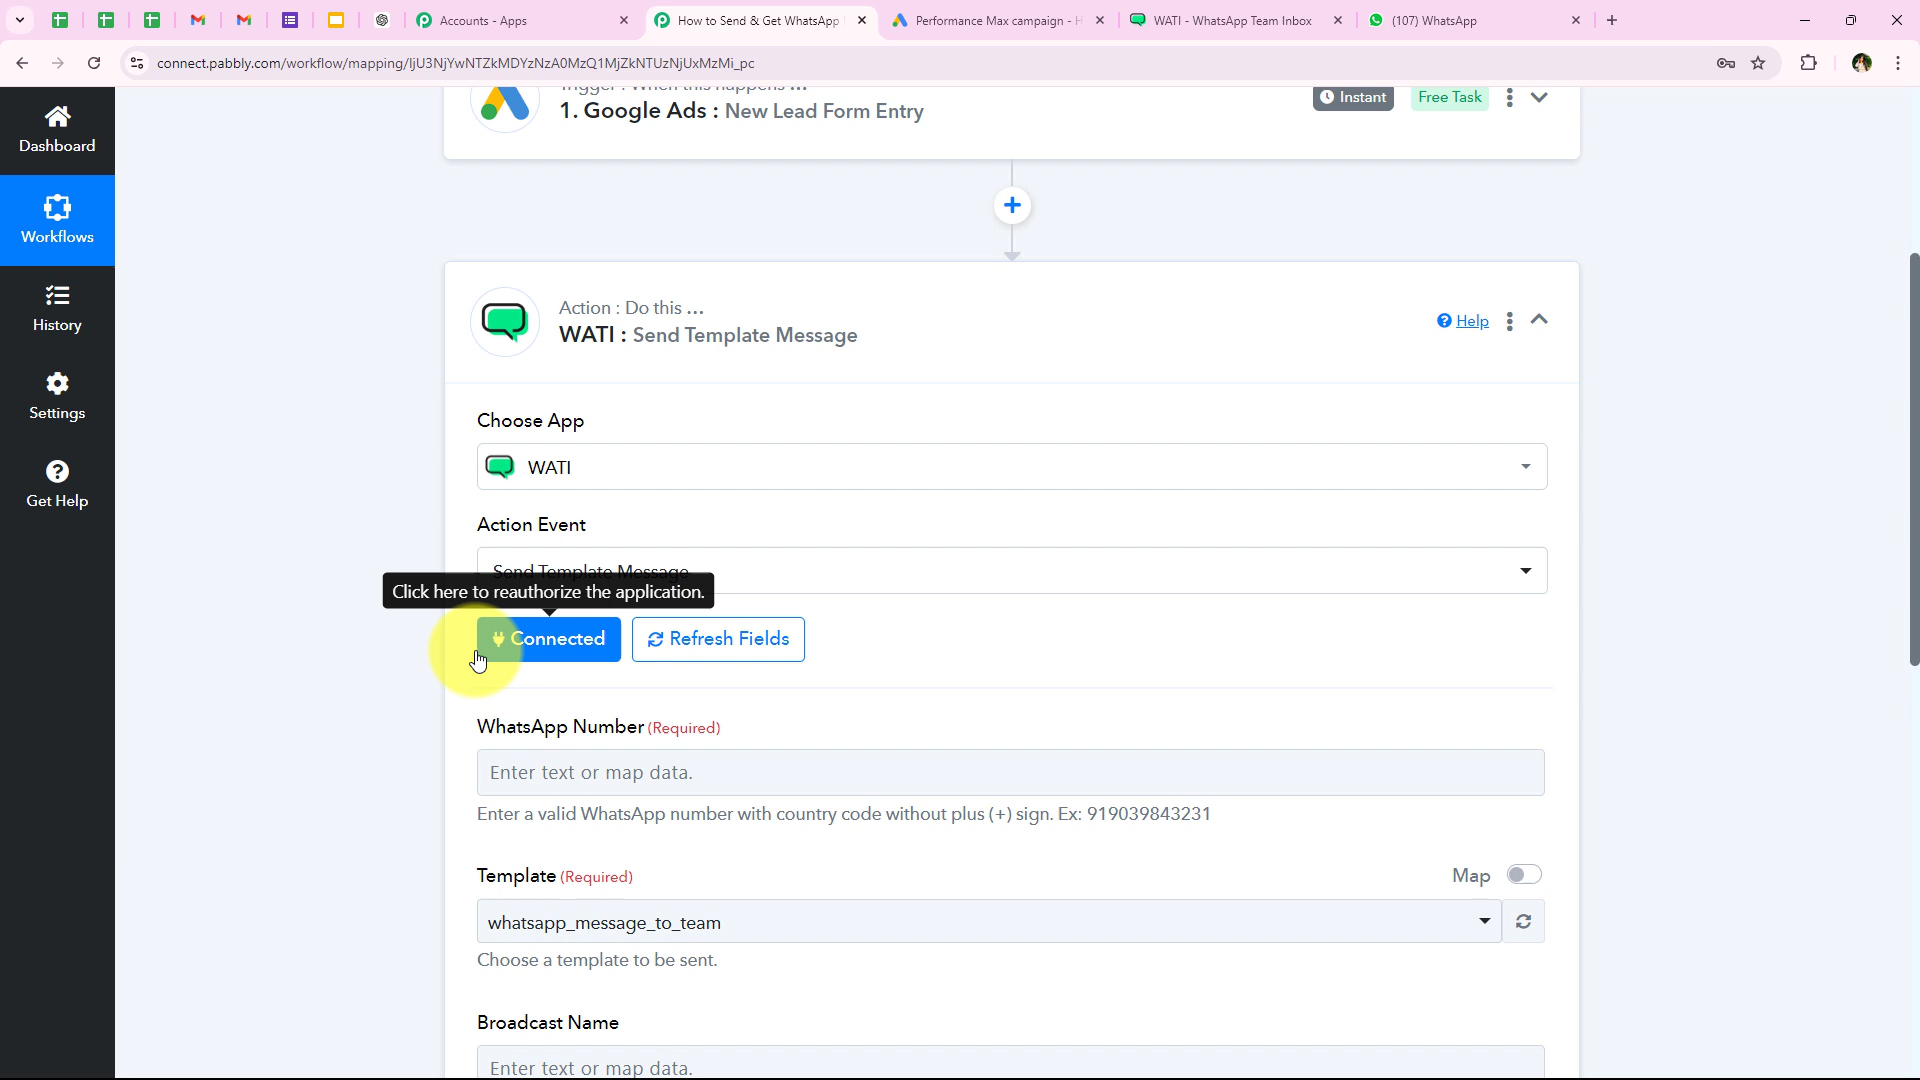 Accounts - Apps
How to Send & Get WhatsApp
Performance Max campaign - H
WATI - WhatsApp Team Inbox
(107) WhatsApp
connect.pabbly.com/workflow/mapping/IjU3NjYwNTZkMDYzNzA0MzQ1MjZkNTUzNjUxMzMi_pc
Dashboard
Workflows
History
Settings
Get Help
Trigger : When this happens ...
1. Google Ads : New Lead Form Entry
Instant
Free Task
Action : Do this ...
WATI : Send Template Message
Help
Choose App
WATI
Action Event
Send Template Message
Click here to reauthorize the application.
Connected
Refresh Fields
WhatsApp Number (Required)
Enter text or map data.
Enter a valid WhatsApp number with country code without plus (+) sign. Ex: 919039843231
Template (Required)
Map
whatsapp_message_to_team
Choose a template to be sent.
Broadcast Name
Enter text or map data.